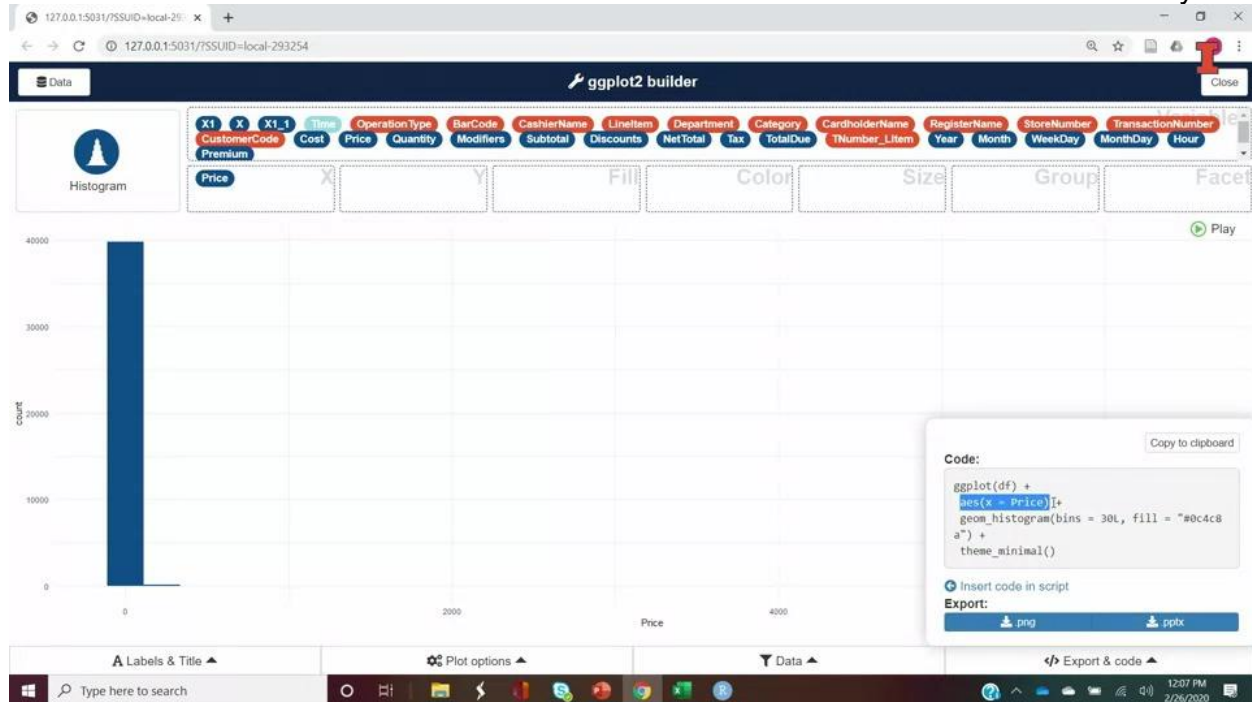 127.0.0.1:5031/?SSUID=local-29
127.0.0.1:5031/?SSUID=local-293254
Data
ggplot2 builder
Close
X1 X X1_1 Time OperationType BarCode CashierName LineItem Department Category CardholderName RegisterName StoreNumber TransactionNumber
CustomerCode Cost Price Quantity Modifiers Subtotal Discounts NetTotal Tax TotalDue TNumber_LItem Year Month WeekDay MonthDay Hour
Premium
Histogram
Price X Y Fill Color Size Group Facet
Play
40000
30000
count
20000
10000
0
0 2000 4000
Price
Copy to clipboard
Code:
ggplot(df) +
aes(x = Price) +
geom_histogram(bins = 30L, fill = "#0c4c8
a") +
theme_minimal()
Insert code in script
Export:
.png .pptx
A Labels & Title Plot options Data </> Export & code
Type here to search
12:07 PM
2/26/2020